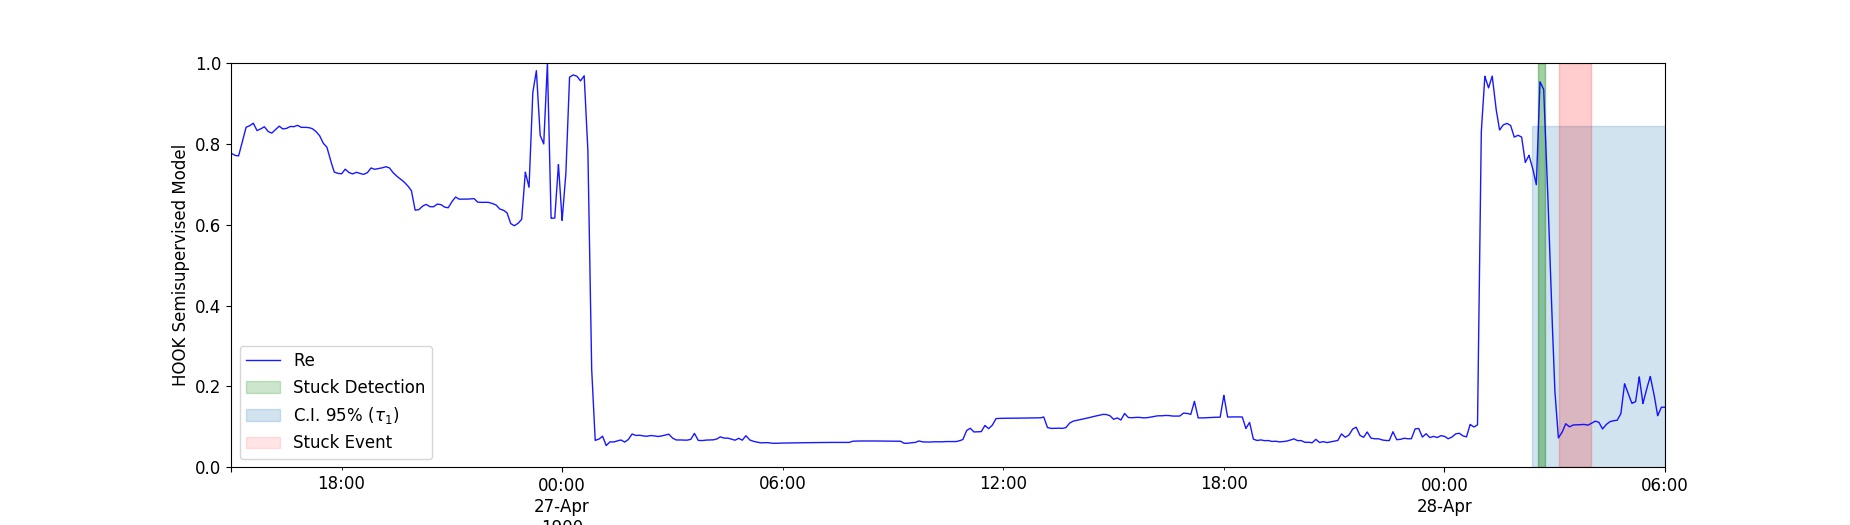 HOOK Semisupervised Model
1.0
0.8
0.6
0.4
0.2
0.0
Re
Stuck Detection
C.I. 95% (τ₁)
Stuck Event
18:00
00:00
27-Apr
06:00
12:00
18:00
00:00
28-Apr
06:00